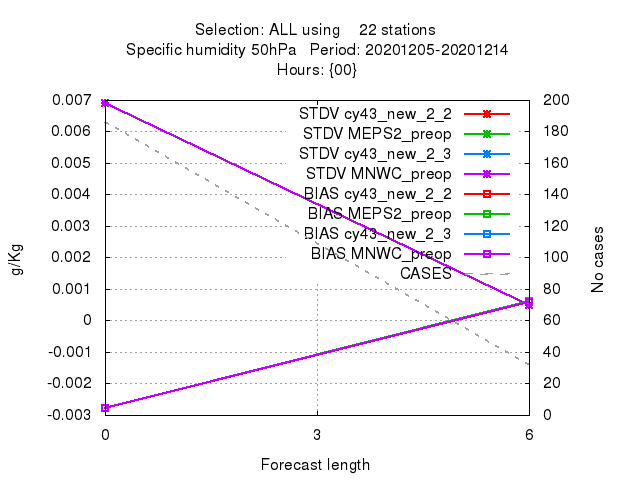 Selection: ALL using    22 stations
Specific humidity 50hPa   Period: 20201205-20201214
Hours: {00}
0.007
0.006
0.005
0.004
0.003
0.002
0.001
0
-0.001
-0.002
-0.003
g/Kg
STDV cy43_new_2_2
STDV MEPS2_preop
STDV cy43_new_2_3
STDV MNWC_preop
BIAS cy43_new_2_2
BIAS MEPS2_preop
BIAS cy43_new_2_3
BIAS MNWC_preop
CASES
200
180
160
140
120
100
80
60
40
20
0
No cases
0 3 6
Forecast length